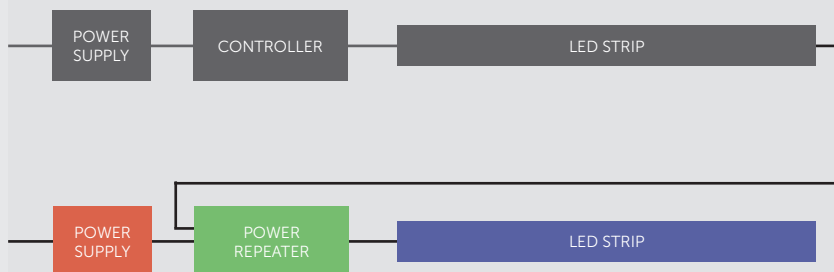 POWER
SUPPLY
CONTROLLER
LED STRIP
POWER
SUPPLY
POWER
REPEATER
LED STRIP